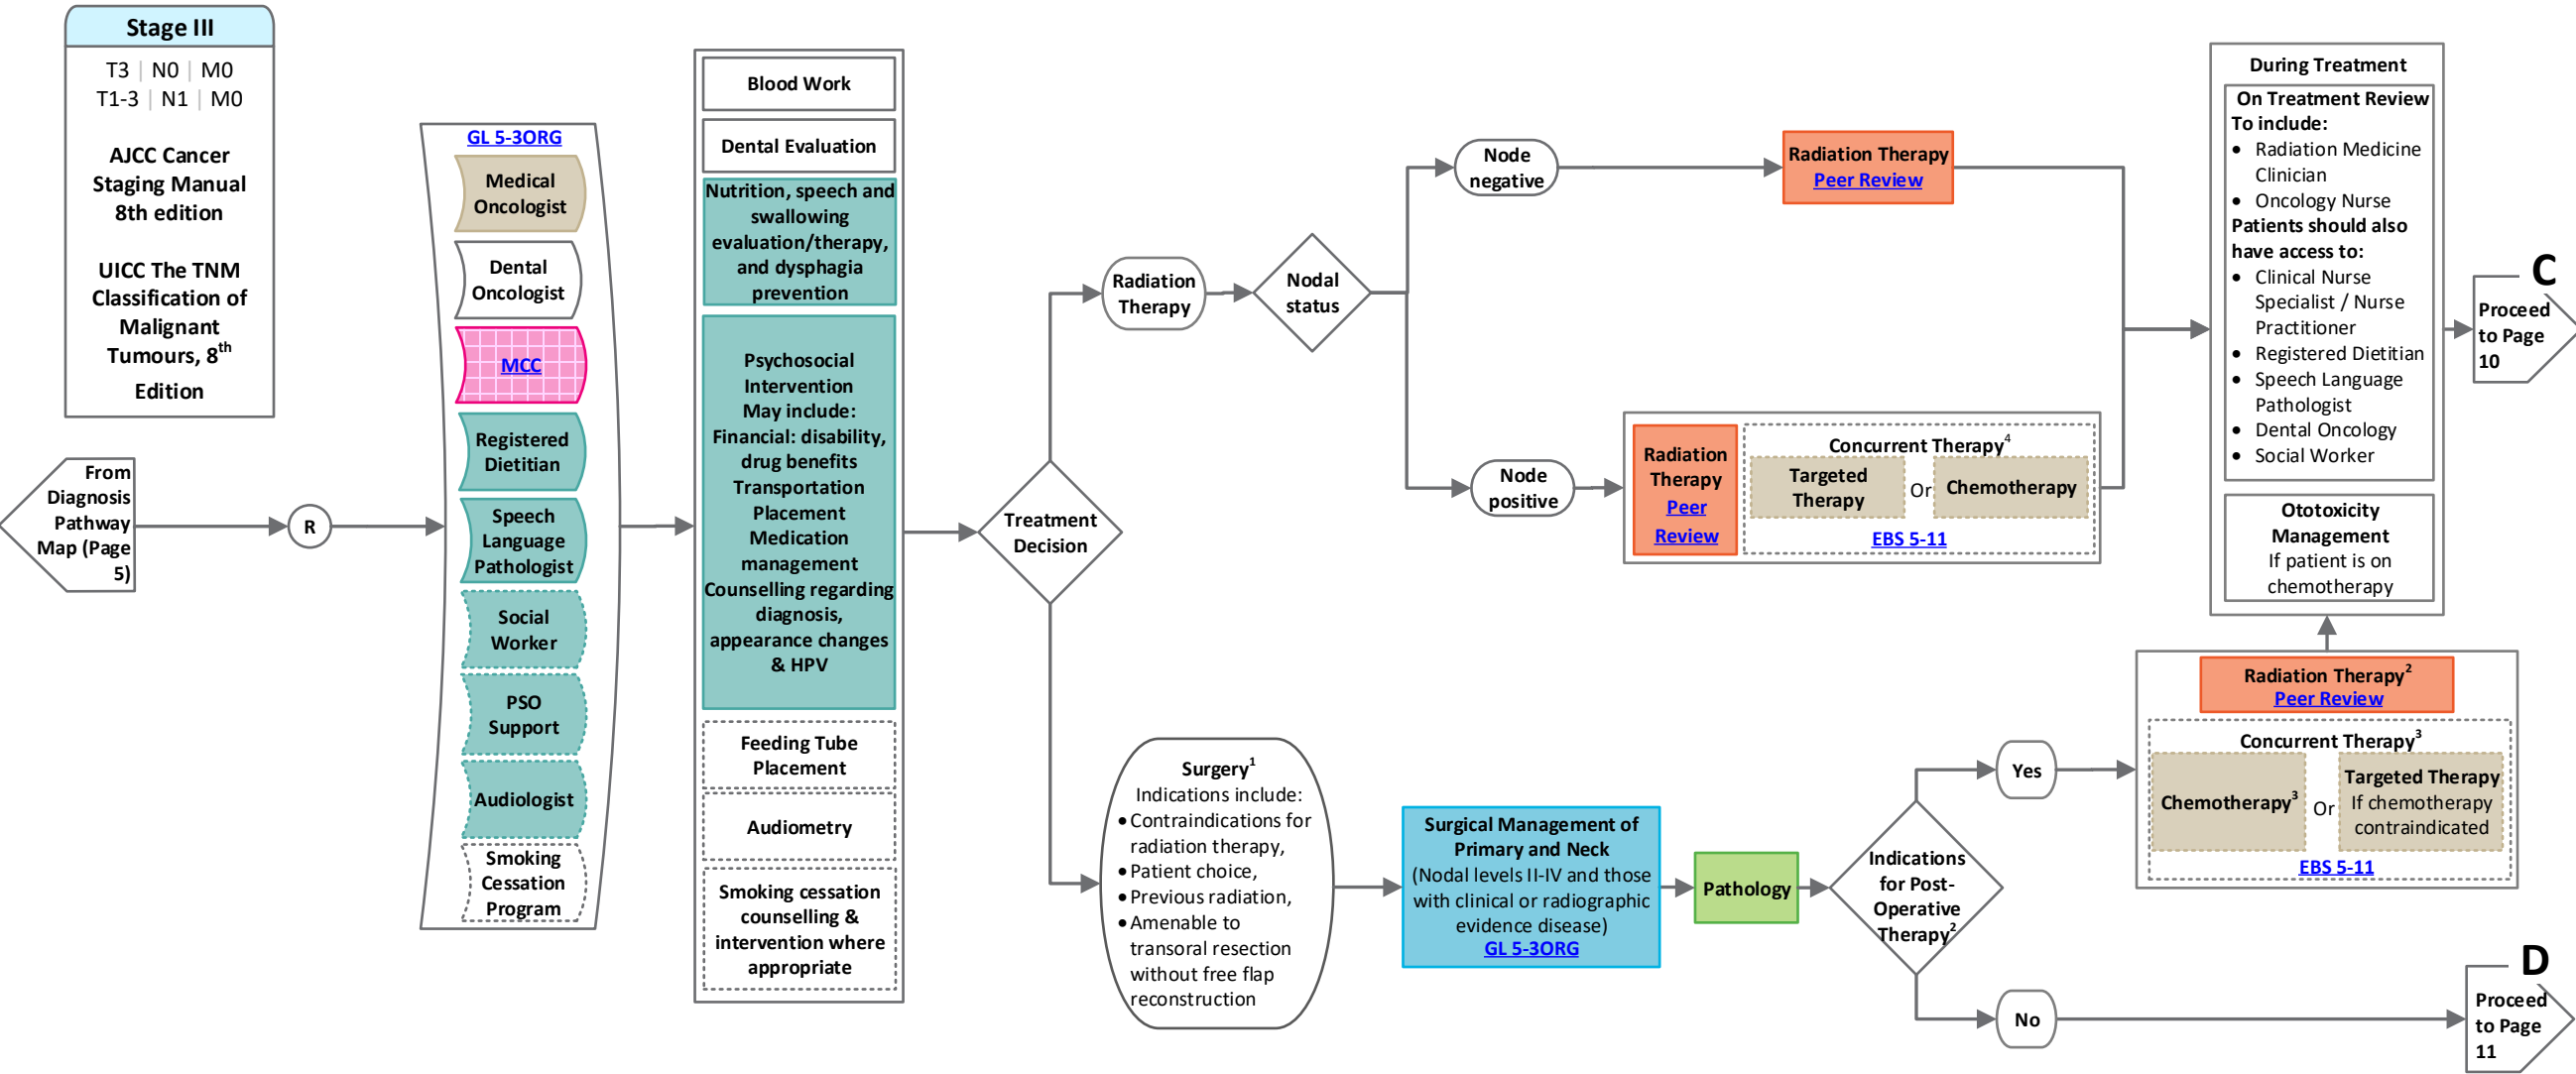 Stage III
T3 | N0 | M0
T1-3 | N1 | M0
AJCC Cancer
Staging Manual
8th edition
UICC The TNM
Classification of
Malignant
Tumours, 8th
Edition
From
Diagnosis
Pathway
Map (Page
5)
R
GL 5-3ORG
Medical
Oncologist
Dental
Oncologist
MCC
Registered
Dietitian
Speech
Language
Pathologist
Social
Worker
PSO
Support
Audiologist
Smoking
Cessation
Program
Blood Work
Dental Evaluation
Nutrition, speech and
swallowing
evaluation/therapy,
and dysphagia
prevention
Psychosocial
Intervention
May include:
Financial: disability,
drug benefits
Transportation
Placement
Medication
management
Counselling regarding
diagnosis,
appearance changes
& HPV
Feeding Tube
Placement
Audiometry
Smoking cessation
counselling &
intervention where
appropriate
Treatment
Decision
Radiation
Therapy
Nodal
status
Node
negative
Radiation Therapy
Peer Review
Node
positive
Radiation
Therapy
Peer
Review
Concurrent Therapy4
Targeted
Therapy
Or
Chemotherapy
EBS 5-11
Surgery1
Indications include:
• Contraindications for
radiation therapy,
• Patient choice,
• Previous radiation,
• Amenable to
transoral resection
without free flap
reconstruction
Surgical Management of
Primary and Neck
(Nodal levels II-IV and those
with clinical or radiographic
evidence disease)
GL 5-3ORG
Pathology
Indications
for Post-
Operative
Therapy2
Yes
No
Radiation Therapy2
Peer Review
Concurrent Therapy3
Chemotherapy3
Or
Targeted Therapy
If chemotherapy
contraindicated
EBS 5-11
During Treatment
On Treatment Review
To include:
• Radiation Medicine
Clinician
• Oncology Nurse
Patients should also
have access to:
• Clinical Nurse
Specialist / Nurse
Practitioner
• Registered Dietitian
• Speech Language
Pathologist
• Dental Oncology
• Social Worker
Ototoxicity
Management
If patient is on
chemotherapy
C
Proceed
to Page
10
D
Proceed
to Page
11